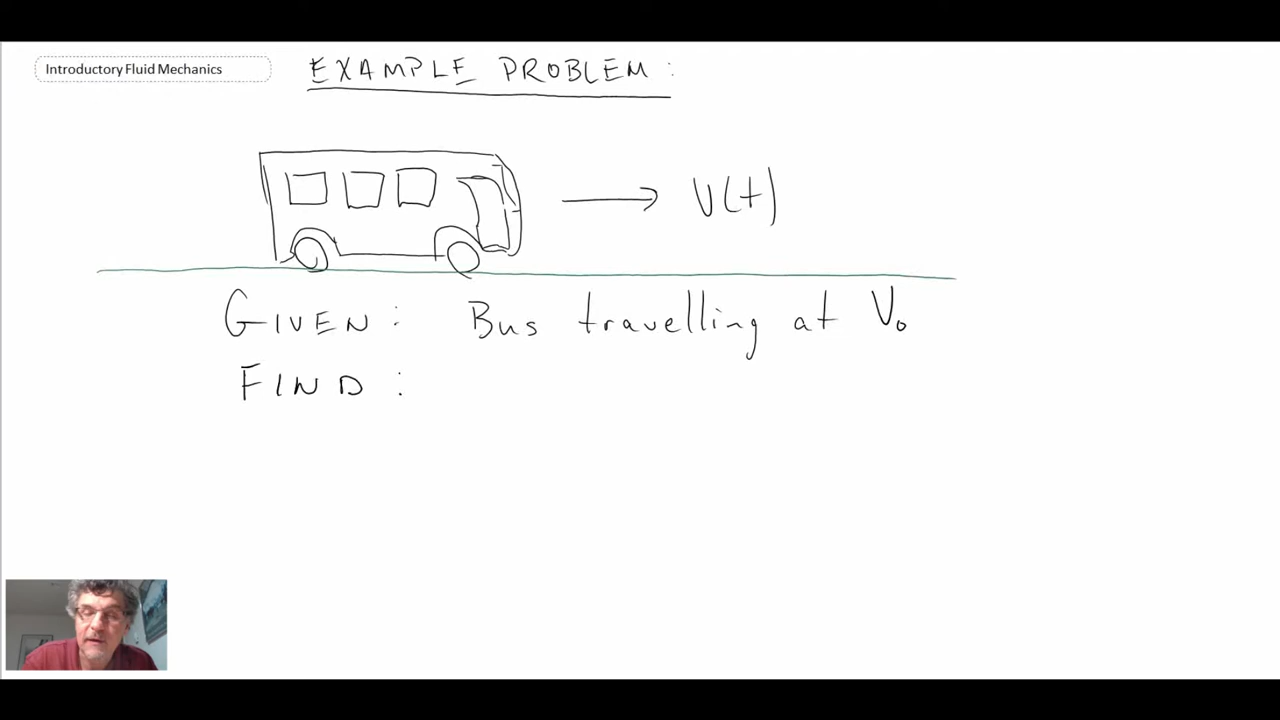 Introductory Fluid Mechanics
EXAMPLE PROBLEM:
V(t)
GIVEN: Bus travelling at V₀
FIND: